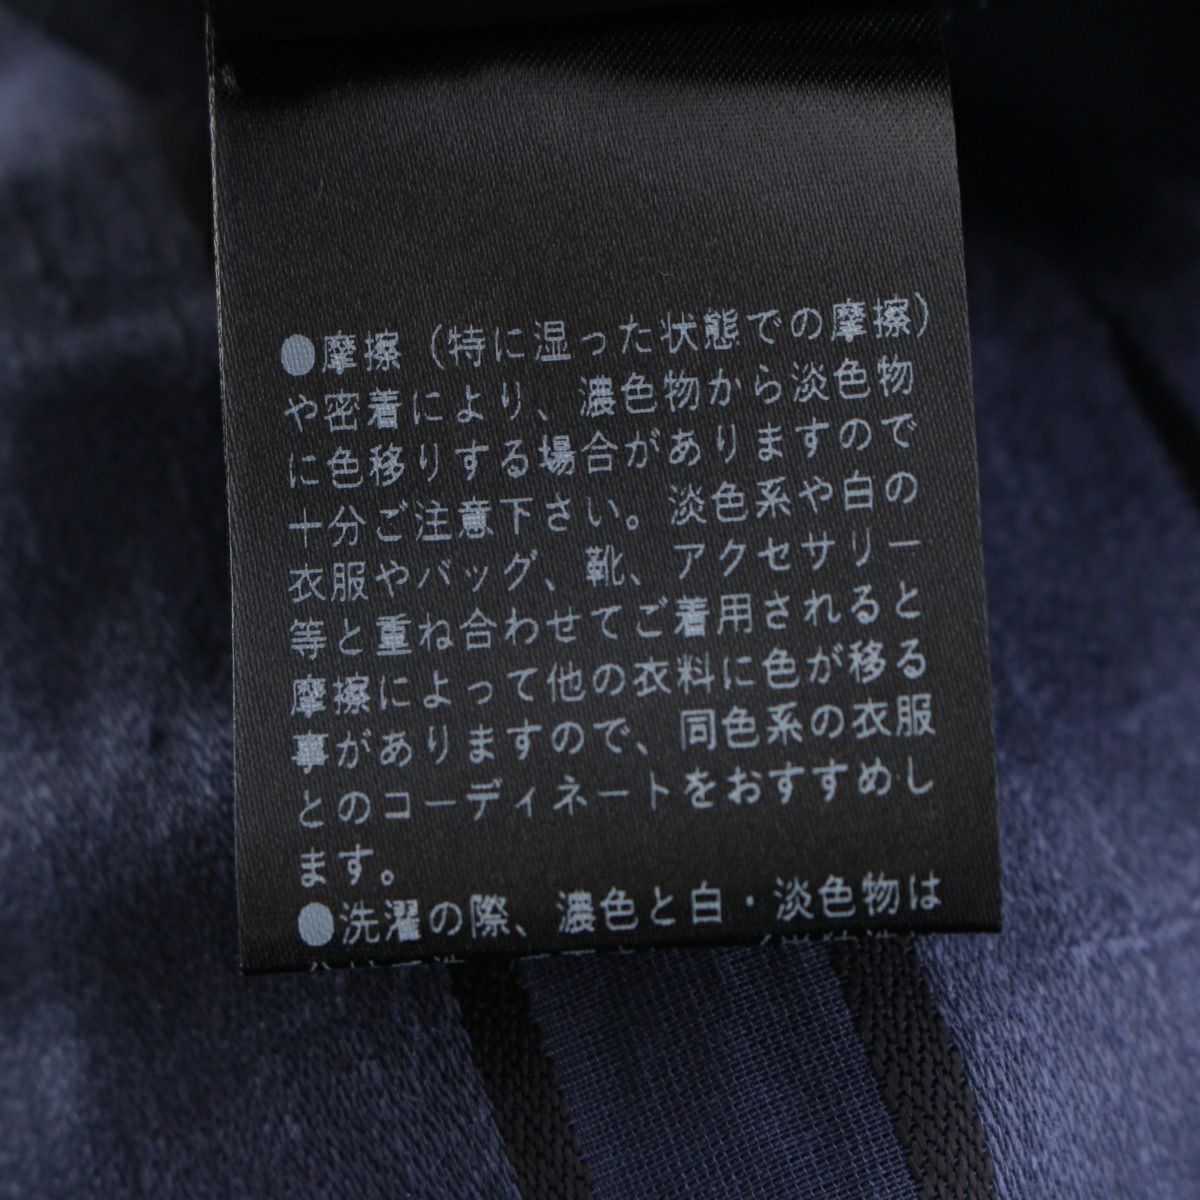 ●摩擦（特に湿った状態での摩擦）
や密着により、濃色物から淡色物
に色移りする場合がありますので
十分ご注意下さい。淡色系や白の
衣服やバッグ、靴、アクセサリー
等と重ね合わせてご着用されると
摩擦によって他の衣料に色が移る
事がありますので、同色系の衣服
とのコーディネートをおすすめし
ます。
●洗濯の際、濃色と白・淡色物は